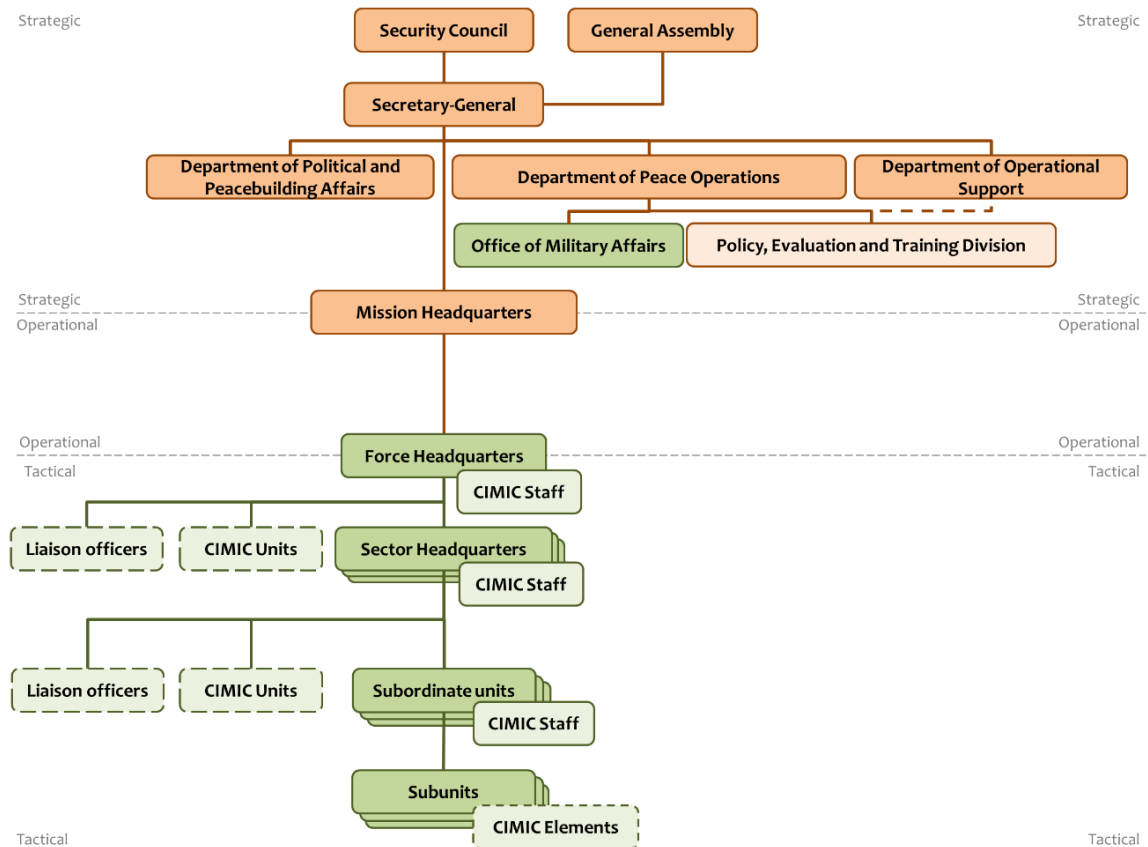 Strategic
Security Council
General Assembly
Strategic
Secretary-General
Department of Political and
Peacebuilding Affairs
Department of Peace Operations
Department of Operational
Support
Office of Military Affairs
Policy, Evaluation and Training Division
Strategic
Strategic
Mission Headquarters
Operational
Operational
Operational
Operational
Force Headquarters
Tactical
Tactical
CIMIC Staff
Liaison officers
CIMIC Units
Sector Headquarters
CIMIC Staff
Liaison officers
CIMIC Units
Subordinate units
CIMIC Staff
Subunits
CIMIC Elements
Tactical
Tactical